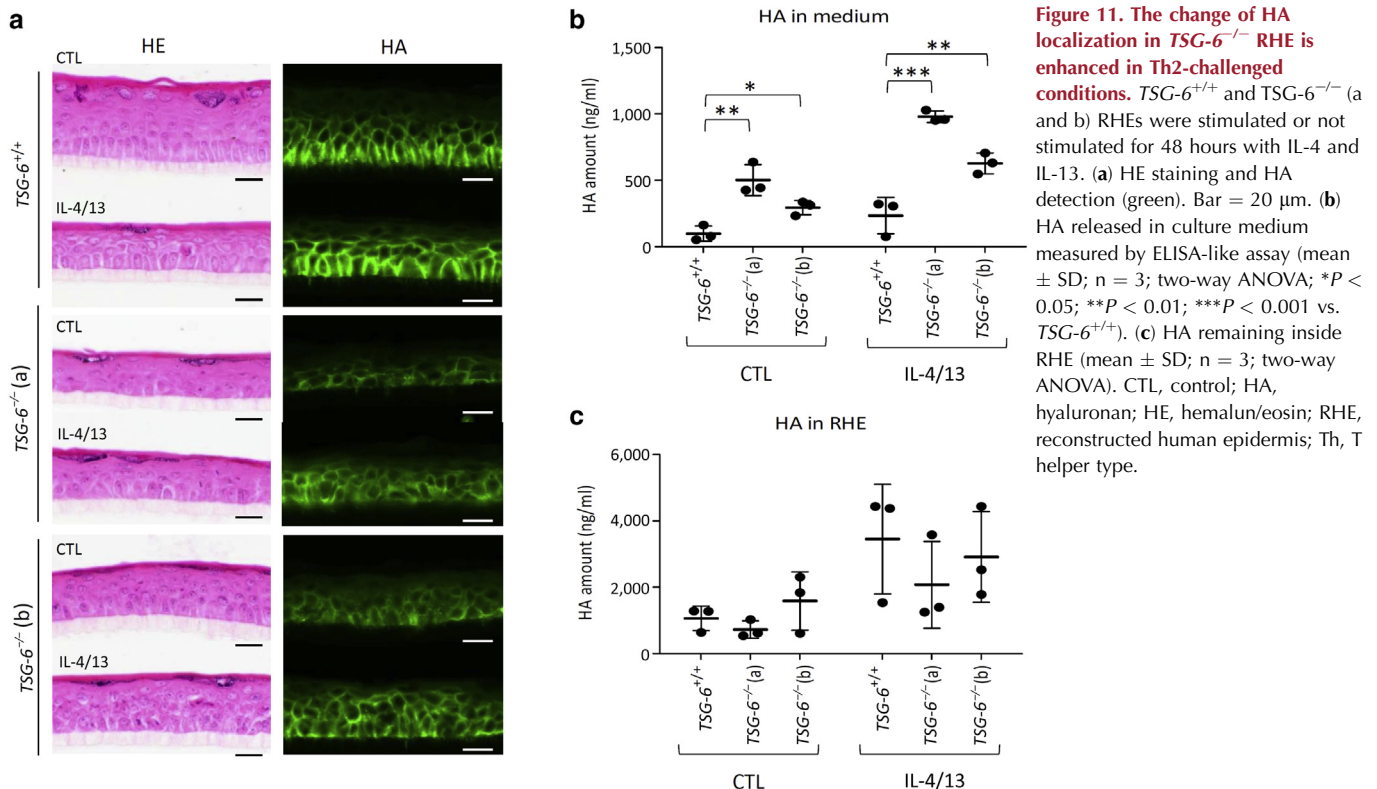 a
HE
HA
CTL
TSG-6+/+
IL-4/13
CTL
TSG-6−/− (a)
IL-4/13
CTL
TSG-6−/− (b)
IL-4/13
b
HA in medium
HA amount (ng/ml)
1,500
1,000
500
0
**
*
***
**
TSG-6+/+
TSG-6−/− (a)
TSG-6−/− (b)
TSG-6+/+
TSG-6−/− (a)
TSG-6−/− (b)
CTL
IL-4/13
c
HA in RHE
HA amount (ng/ml)
6,000
4,000
2,000
0
TSG-6+/+
TSG-6−/− (a)
TSG-6−/− (b)
TSG-6+/+
TSG-6−/− (a)
TSG-6−/− (b)
CTL
IL-4/13
Figure 11. The change of HA
localization in TSG-6−/− RHE is
enhanced in Th2-challenged
conditions. TSG-6+/+ and TSG-6−/− (a
and b) RHEs were stimulated or not
stimulated for 48 hours with IL-4 and
IL-13. (a) HE staining and HA
detection (green). Bar = 20 μm. (b)
HA released in culture medium
measured by ELISA-like assay (mean
± SD; n = 3; two-way ANOVA; *P <
0.05; **P < 0.01; ***P < 0.001 vs.
TSG-6+/+). (c) HA remaining inside
RHE (mean ± SD; n = 3; two-way
ANOVA). CTL, control; HA,
hyaluronan; HE, hemalun/eosin; RHE,
reconstructed human epidermis; Th, T
helper type.